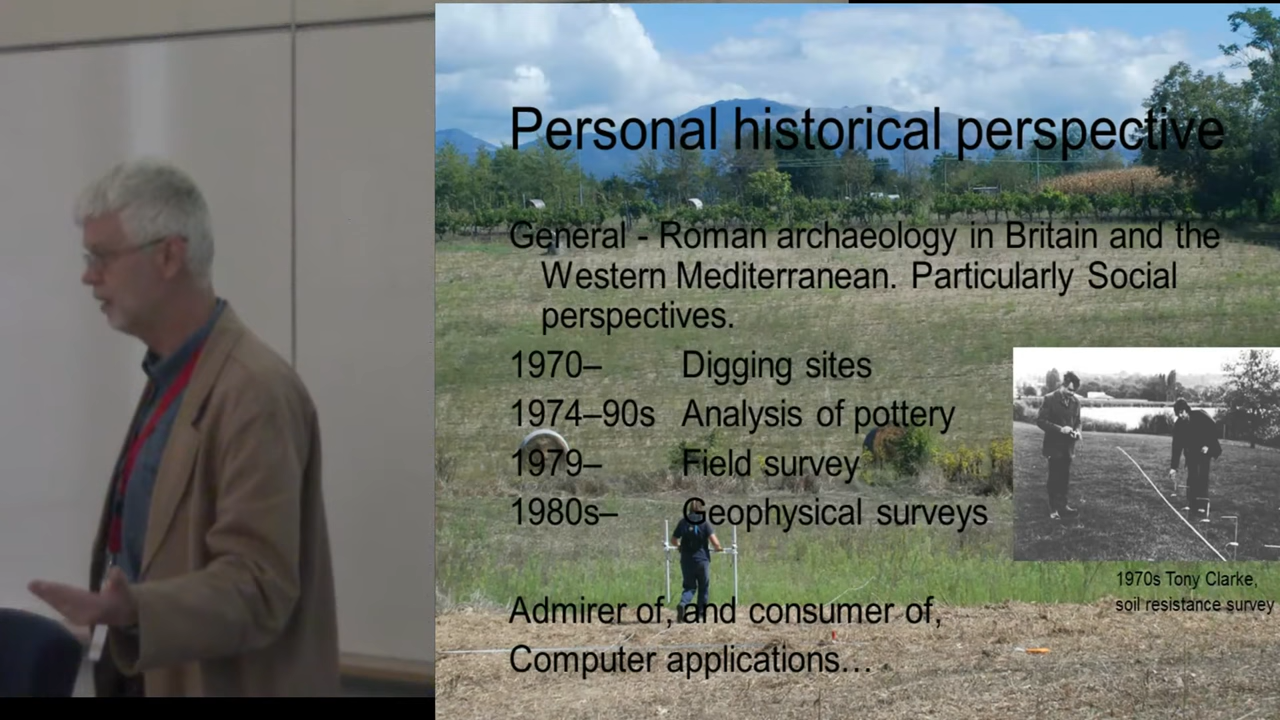 Personal historical perspective
General - Roman archaeology in Britain and the
Western Mediterranean. Particularly Social
perspectives.
1970– Digging sites
1974–90s Analysis of pottery
1979– Field survey
1980s– Geophysical surveys
1970s Tony Clarke,
soil resistance survey
Admirer of, and consumer of,
Computer applications…